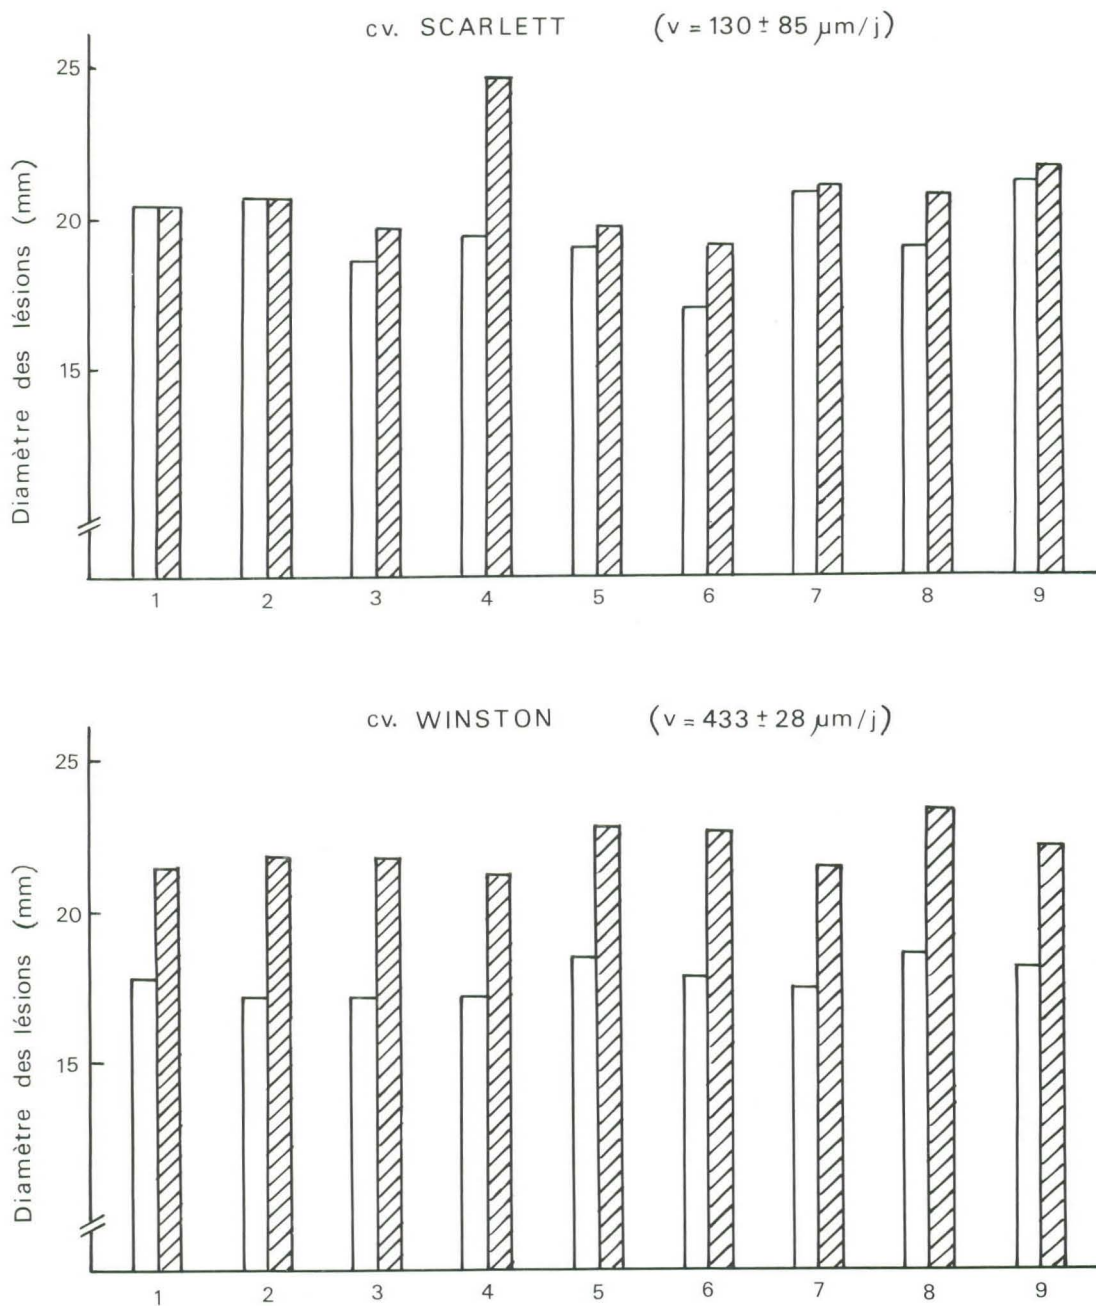 cv. SCARLETT (v = 130 ± 85 µm/j)
Diamètre des lésions (mm)
25
20
15
1 2 3 4 5 6 7 8 9
cv. WINSTON (v = 433 ± 28 µm/j)
Diamètre des lésions (mm)
25
20
15
1 2 3 4 5 6 7 8 9